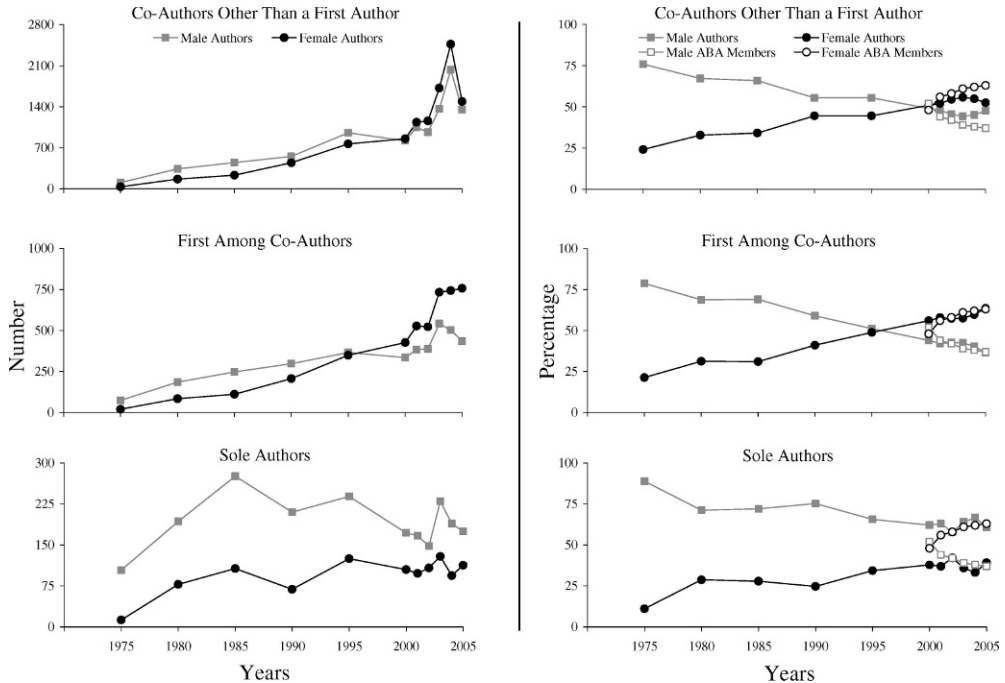 Co-Authors Other Than a First Author
2800
2100
1400
700
0
Male Authors Female Authors
First Among Co-Authors
1000
750
500
250
0
Number
Sole Authors
300
225
150
75
0
1975 1980 1985 1990 1995 2000 2005
Years
Co-Authors Other Than a First Author
100
75
50
25
0
Male Authors Female Authors
Male ABA Members Female ABA Members
First Among Co-Authors
100
75
50
25
0
Percentage
Sole Authors
100
75
50
25
0
1975 1980 1985 1990 1995 2000 2005
Years